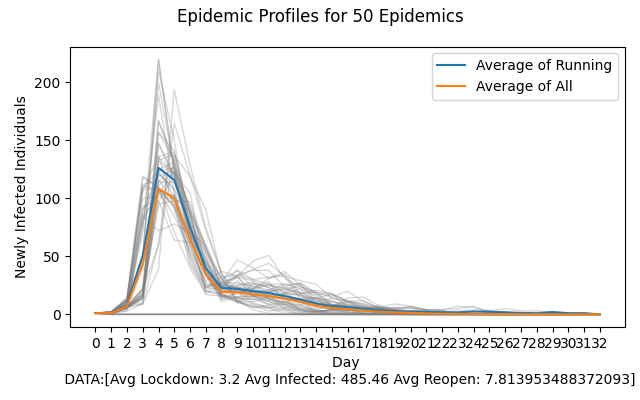 Epidemic Profiles for 50 Epidemics
Average of Running
Average of All
Newly Infected Individuals
200
150
100
50
0
0 1 2 3 4 5 6 7 8 9 10 11 12 13 14 15 16 17 18 19 20 21 22 23 24 25 26 27 28 29 30 31 32
Day
DATA:[Avg Lockdown: 3.2 Avg Infected: 485.46 Avg Reopen: 7.813953488372093]